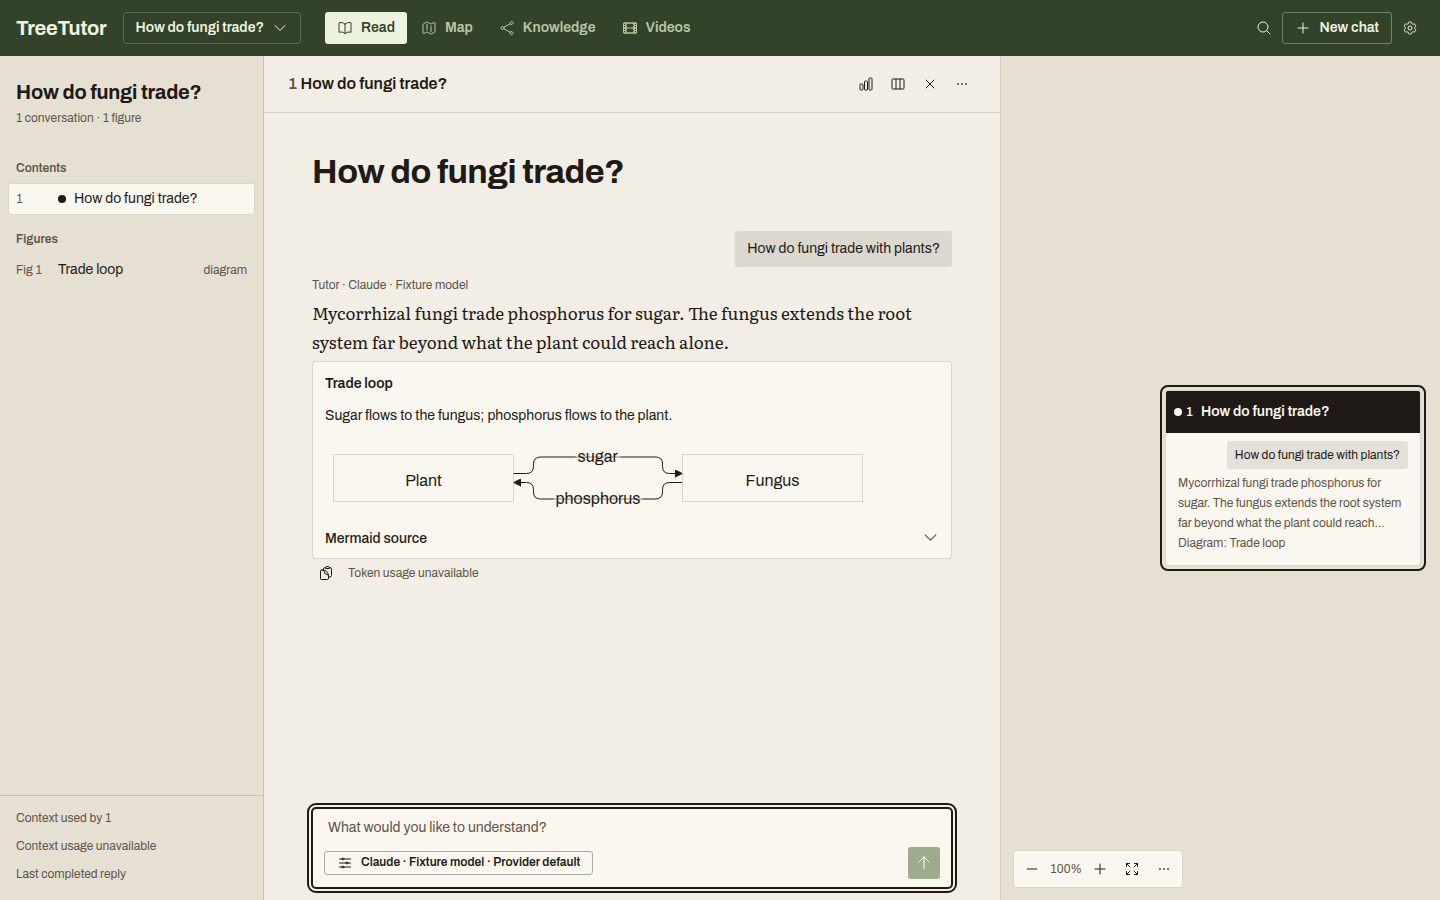 TreeTutor
How do fungi trade?
Read
Map
Knowledge
Videos
New chat
How do fungi trade?
1 conversation · 1 figure
Contents
1 How do fungi trade?
Figures
Fig 1 Trade loop diagram
Context used by 1
Context usage unavailable
Last completed reply
1 How do fungi trade?
How do fungi trade?
How do fungi trade with plants?
Tutor · Claude · Fixture model
Mycorrhizal fungi trade phosphorus for sugar. The fungus extends the root
system far beyond what the plant could reach alone.
Trade loop
Sugar flows to the fungus; phosphorus flows to the plant.
sugar
Plant
Fungus
phosphorus
Mermaid source
Token usage unavailable
What would you like to understand?
Claude · Fixture model · Provider default
1 How do fungi trade?
How do fungi trade with plants?
Mycorrhizal fungi trade phosphorus for
sugar. The fungus extends the root system
far beyond what the plant could reach...
Diagram: Trade loop
100%